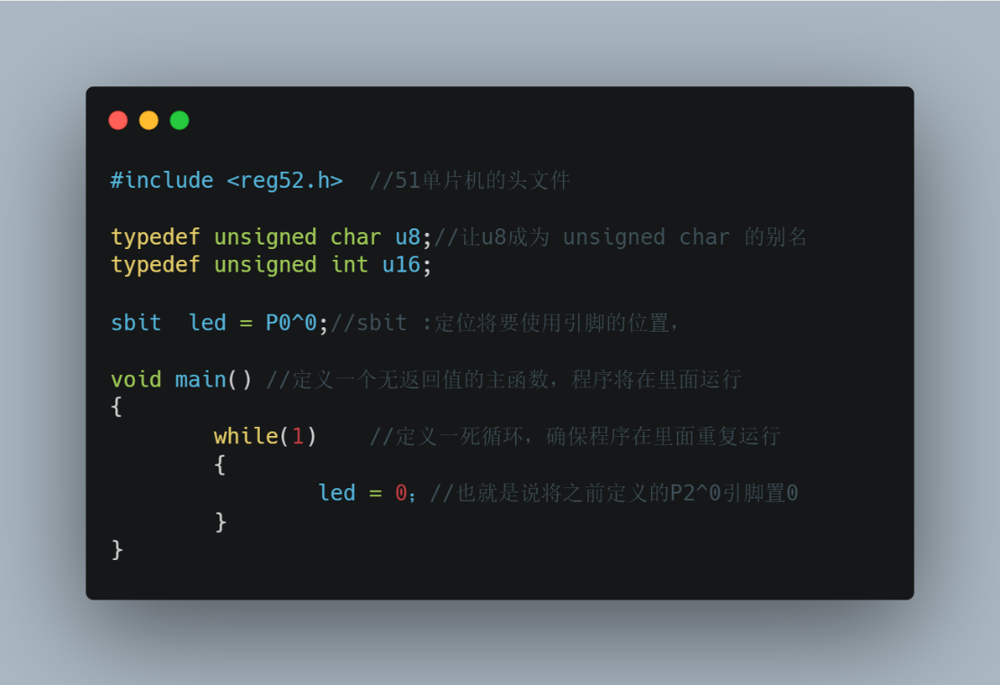 #include <reg52.h>  //51单片机的头文件
typedef unsigned char u8;//让u8成为 unsigned char 的别名
typedef unsigned int u16;
sbit  led = P0^0;//sbit :定位将要使用引脚的位置,
void main() //定义一个无返回值的主函数，程序将在里面运行
{
        while(1)    //定义一死循环，确保程序在里面重复运行
        {
                led = 0；//也就是说将之前定义的P2^0引脚置0
        }
}